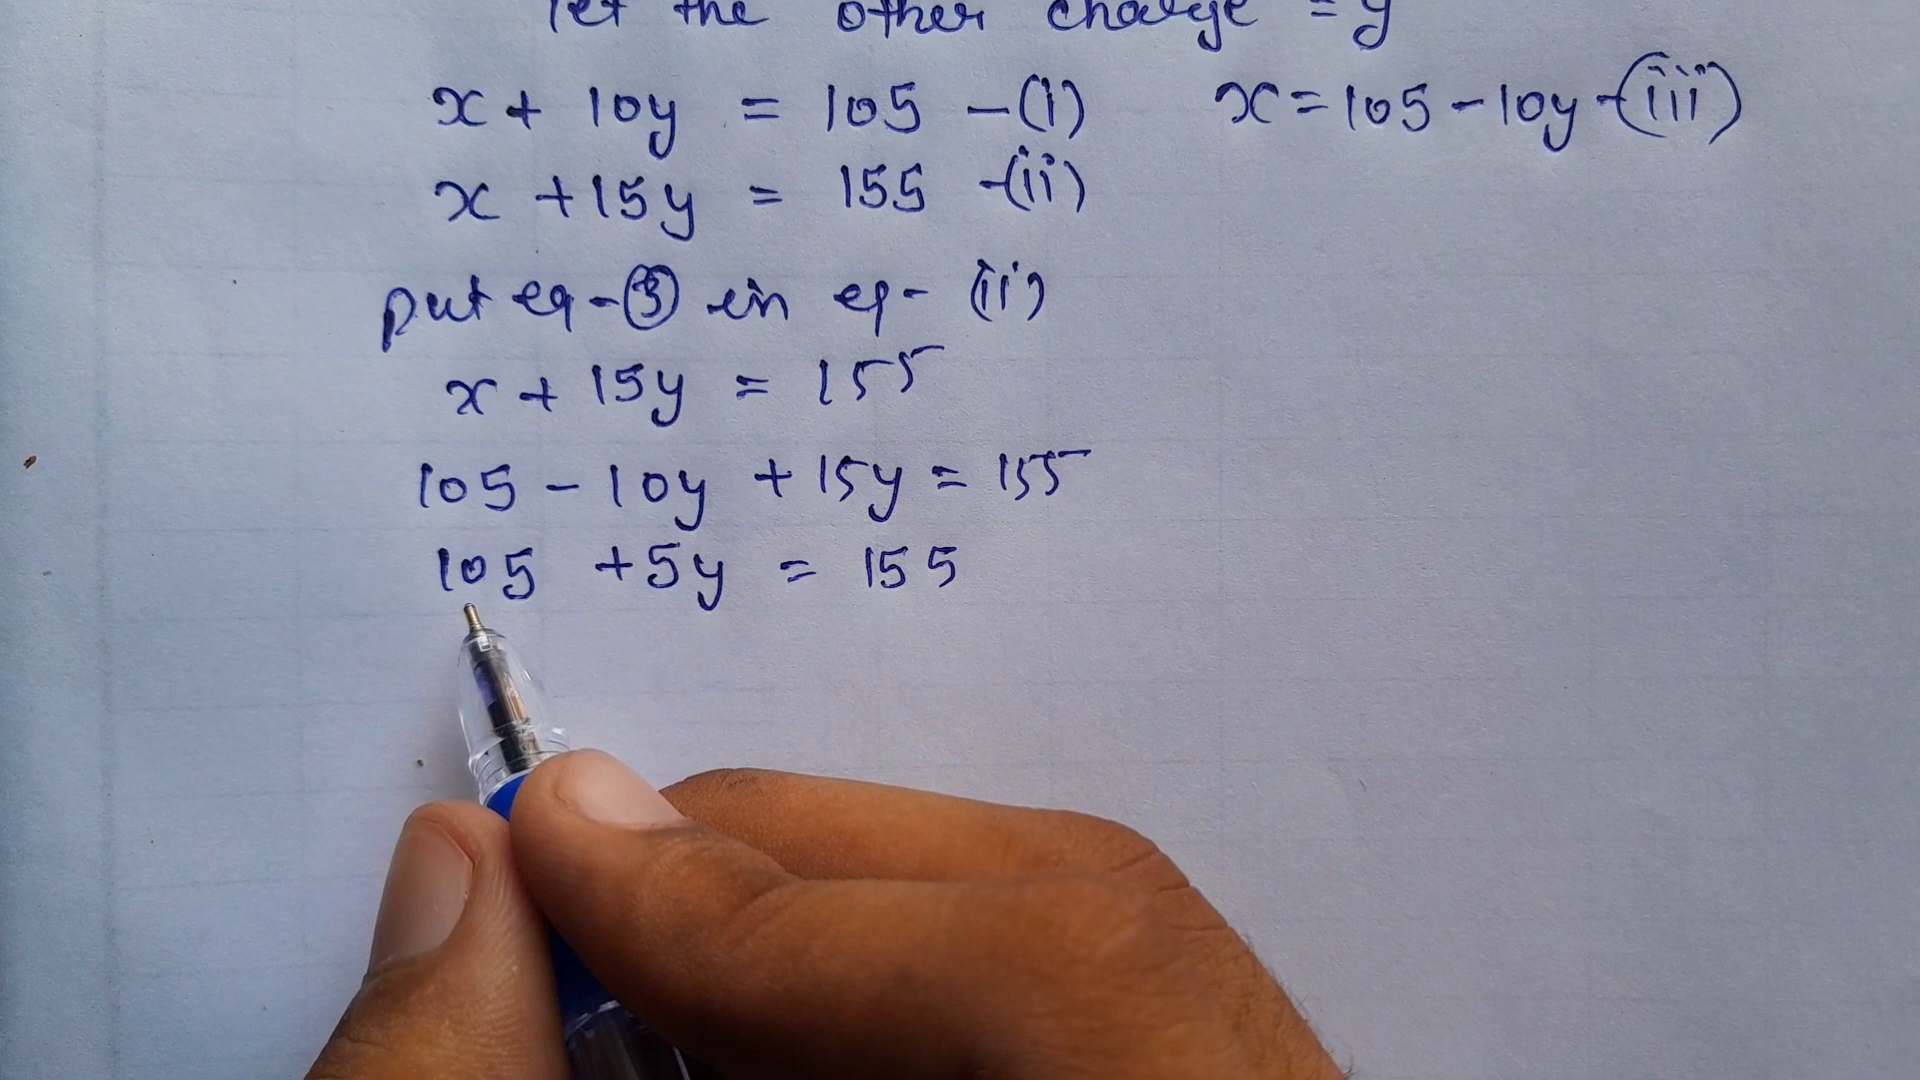 let the other charge = y
x + 10y = 105 -(i) x = 105 - 10y -(iii)
x + 15y = 155 -(ii)
put eq-③ in eq- (ii)
x + 15y = 155
105 - 10y + 15y = 155
105 + 5y = 155